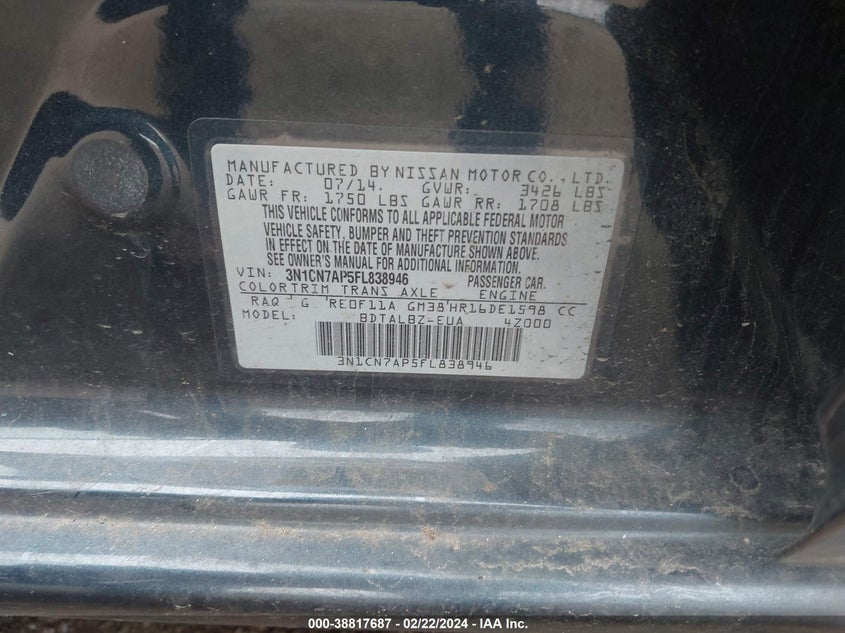 MANUFACTURED BY NISSAN MOTOR CO., LTD.
DATE: 07/14. GVWR: 3426 LBS
GAWR FR: 1750 LBS GAWR RR: 1708 LBS
THIS VEHICLE CONFORMS TO ALL APPLICABLE FEDERAL MOTOR
VEHICLE SAFETY, BUMPER AND THEFT PREVENTION STANDARDS
IN EFFECT ON THE DATE OF MANUFACTURE SHOWN ABOVE.
SEE OWNER'S MANUAL FOR ADDITIONAL INFORMATION.
VIN: 3N1CN7AP5FL838946 PASSENGER CAR.
COLOR TRIM TRANS AXLE ENGINE
RAQ G RE0F11A GM38 HR16DE1598 CC
MODEL: BDTALBZ-EUA 42000
3N1CN7AP5FL838946
000-38817687 - 02/22/2024 - IAA Inc.